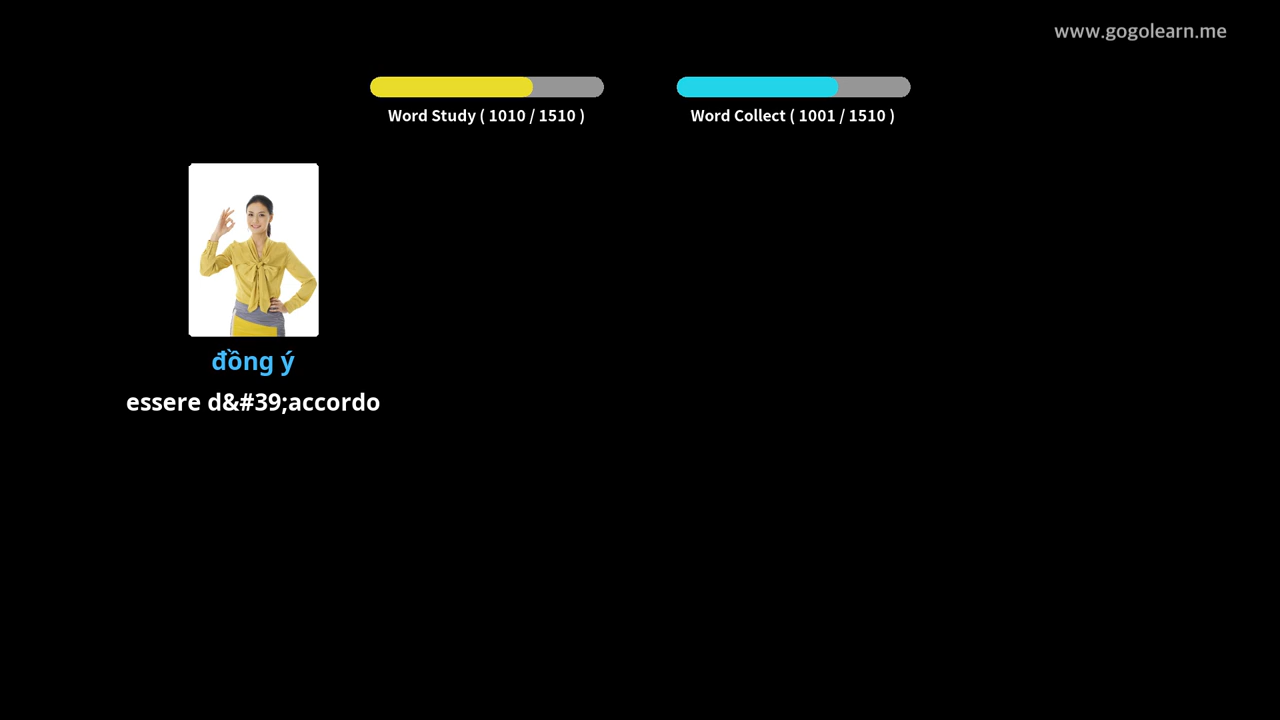 www.gogolearn.me
Word Study ( 1010 / 1510 )
Word Collect ( 1001 / 1510 )
đồng ý
essere d&#39;accordo